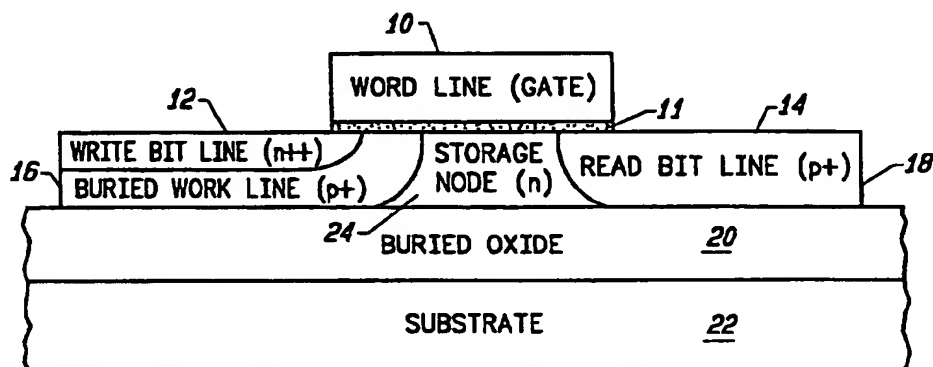 10
WORD LINE (GATE)
11
12
14
WRITE BIT LINE (n++)
STORAGE
NODE (n)
READ BIT LINE (p+)
16
BURIED WORK LINE (p+)
18
24
BURIED OXIDE
20
SUBSTRATE
22